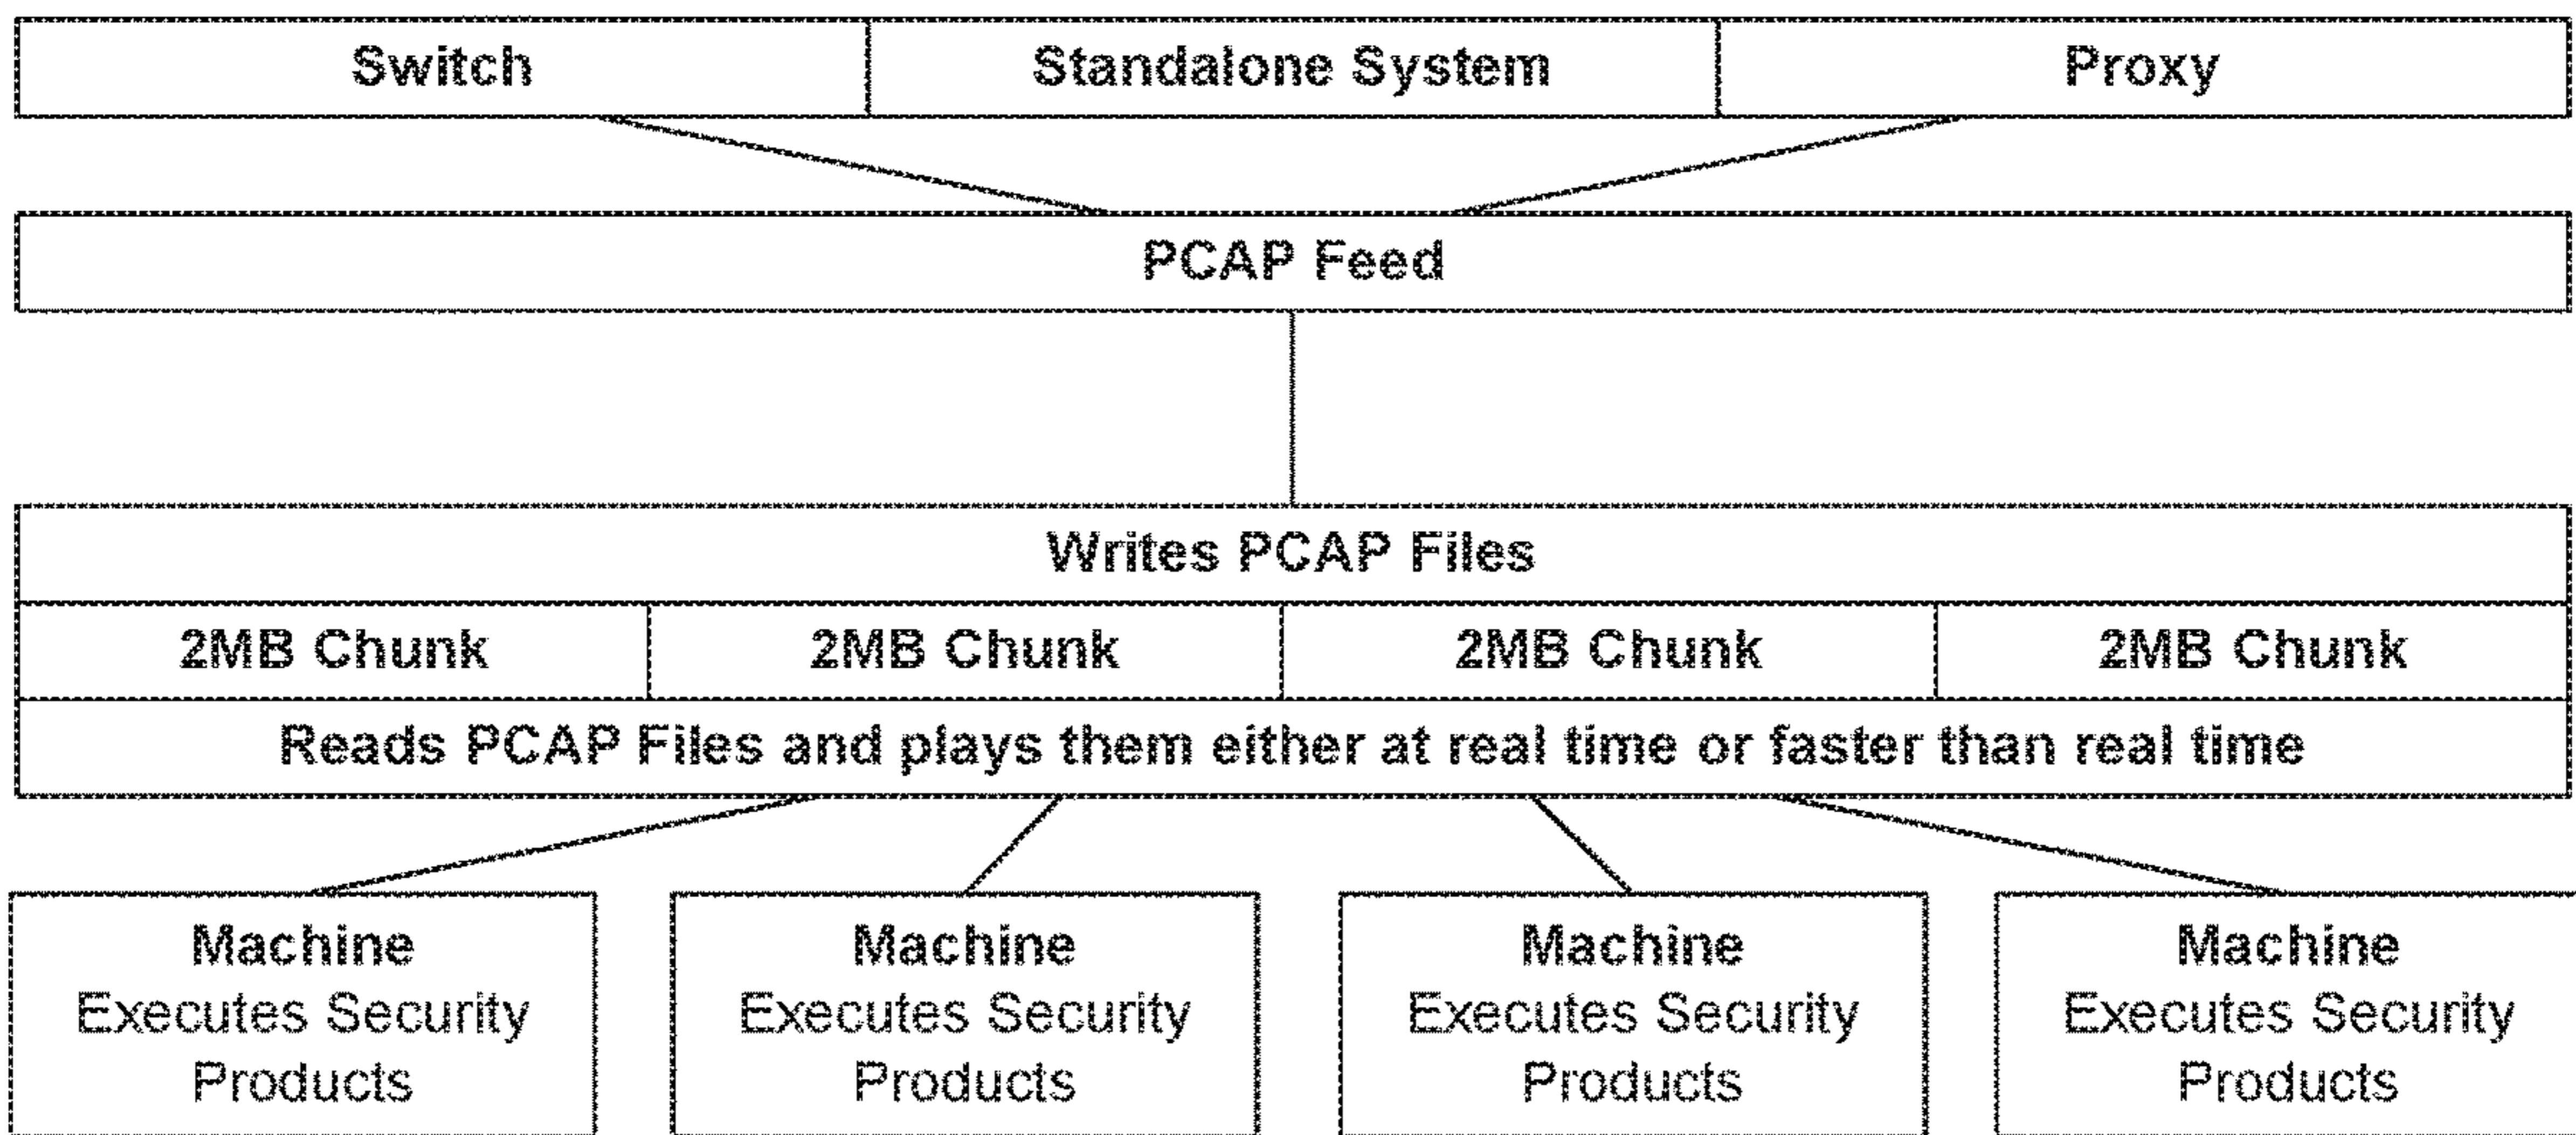 Switch Standalone System Proxy
PCAP Feed
Writes PCAP Files
2MB Chunk 2MB Chunk 2MB Chunk 2MB Chunk
Reads PCAP Files and plays them either at real time or faster than real time
Machine
Executes Security
Products
Machine
Executes Security
Products
Machine
Executes Security
Products
Machine
Executes Security
Products